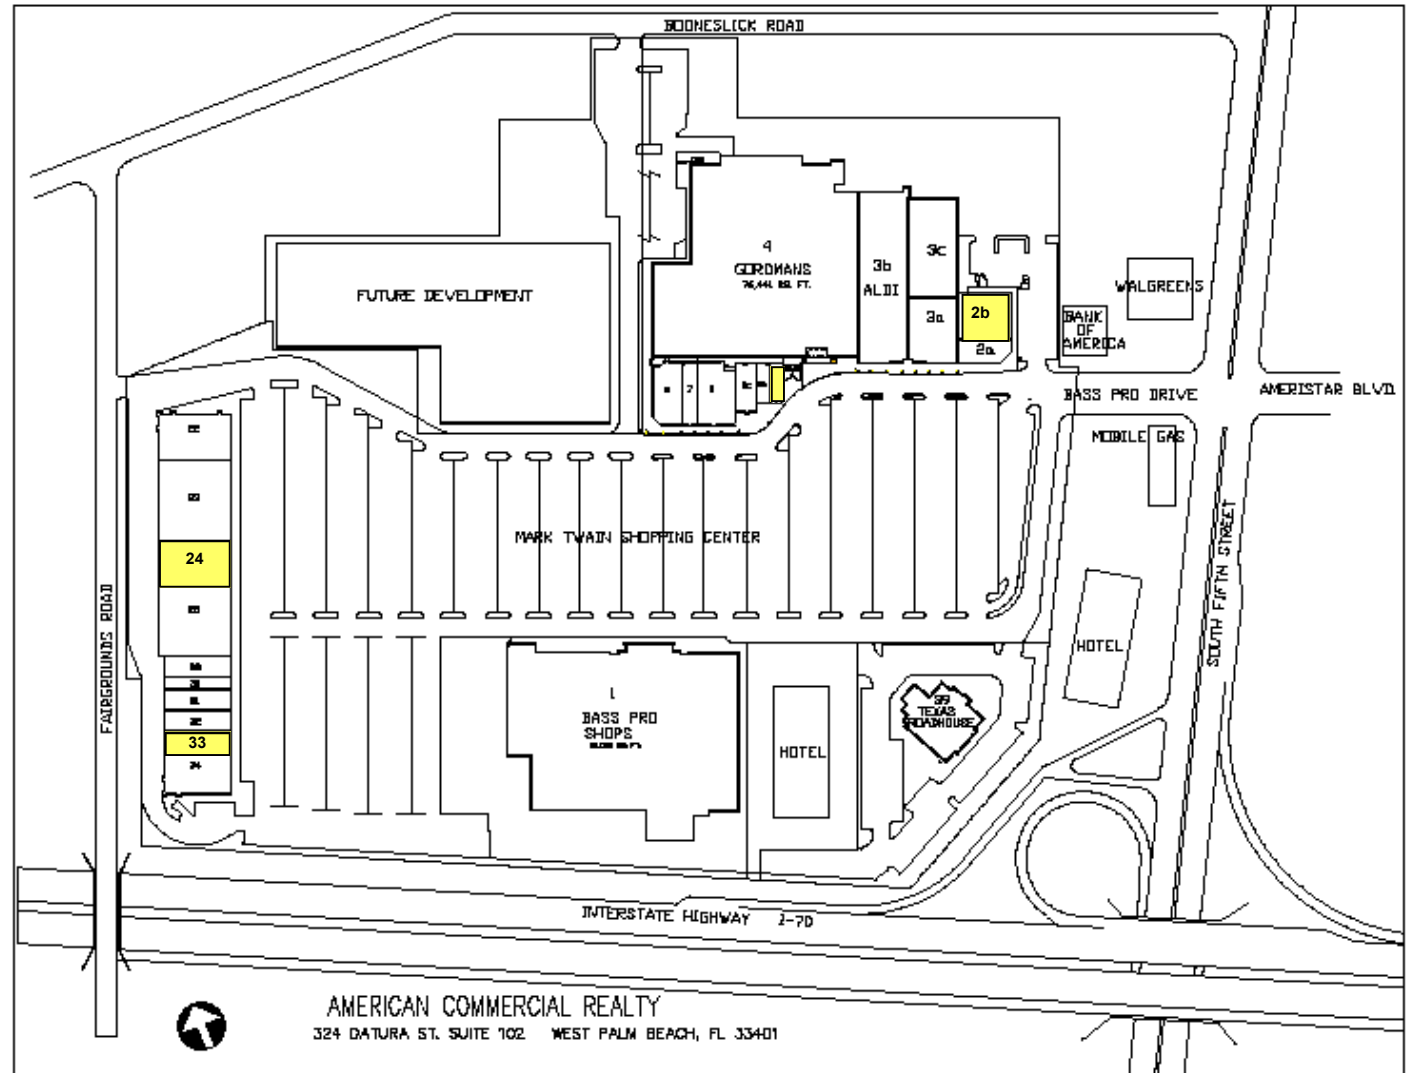 BOONESLICK ROAD
4
GORDMANS
3b
ALDI
3c
3a
2b
2a
WALGREENS
BANK
OF
AMERICA
FUTURE DEVELOPMENT
7
BASS PRO DRIVE
AMERISTAR BLVD.
MOBILE GAS
MARK TWAIN SHOPPING CENTER
24
33
34
FAIRGROUNDS ROAD
SOUTH FIFTH STREET
HOTEL
1
BASS PRO
SHOPS
HOTEL
TEXAS
ROADHOUSE
INTERSTATE HIGHWAY I-70
AMERICAN COMMERCIAL REALTY
324 DATURA ST. SUITE 102 WEST PALM BEACH, FL 33401